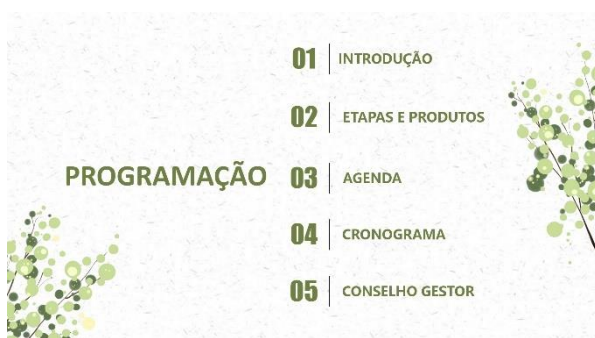 PROGRAMAÇÃO
01 INTRODUÇÃO
02 ETAPAS E PRODUTOS
03 AGENDA
04 CRONOGRAMA
05 CONSELHO GESTOR